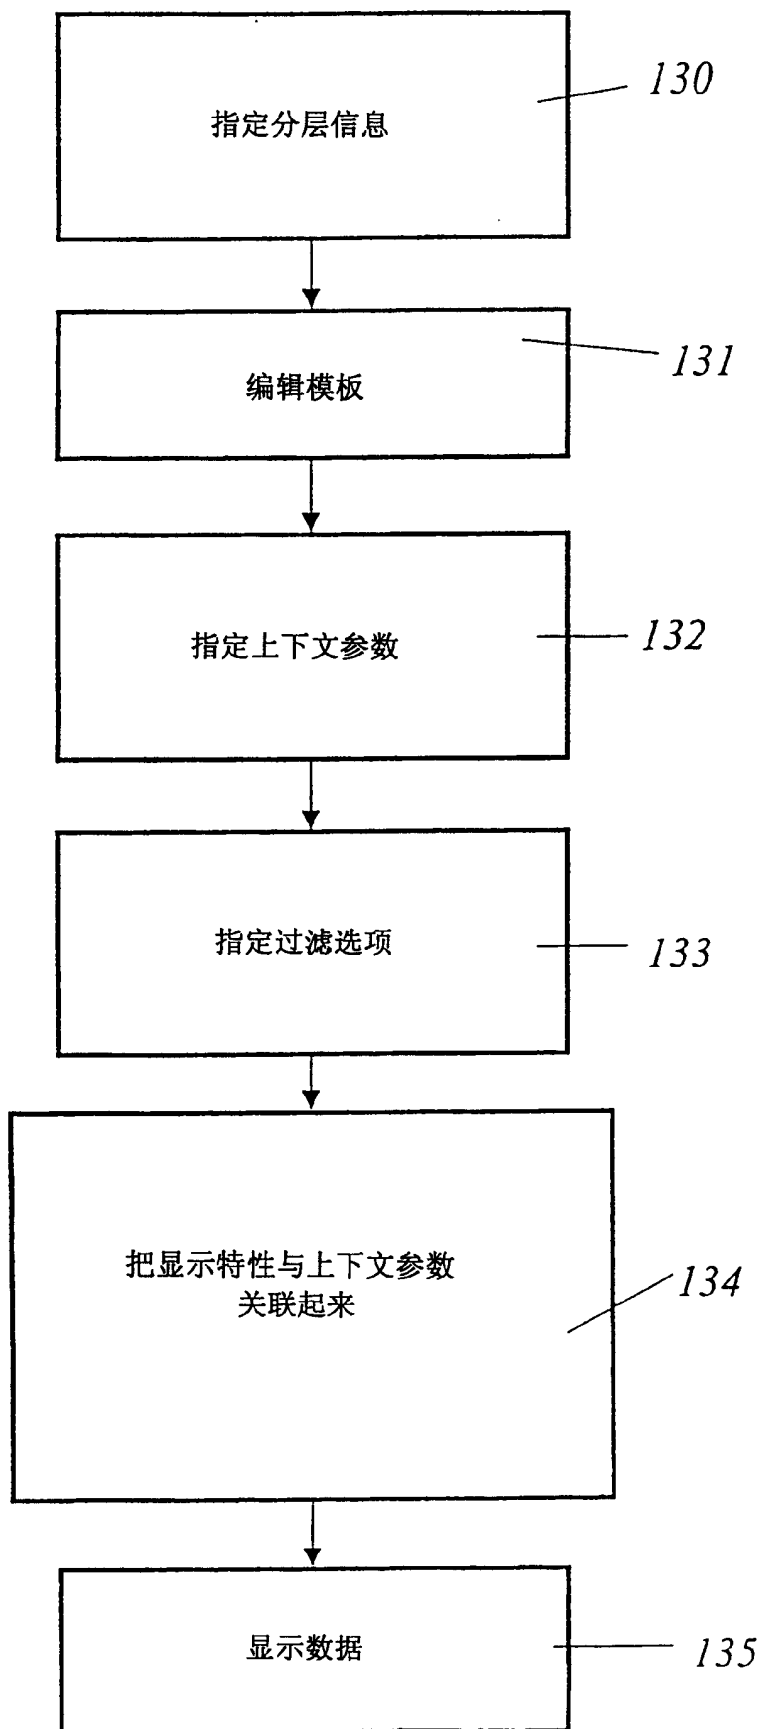 指定分层信息
130
编辑模板
131
指定上下文参数
132
指定过滤选项
133
把显示特性与上下文参数
关联起来
134
显示数据
135